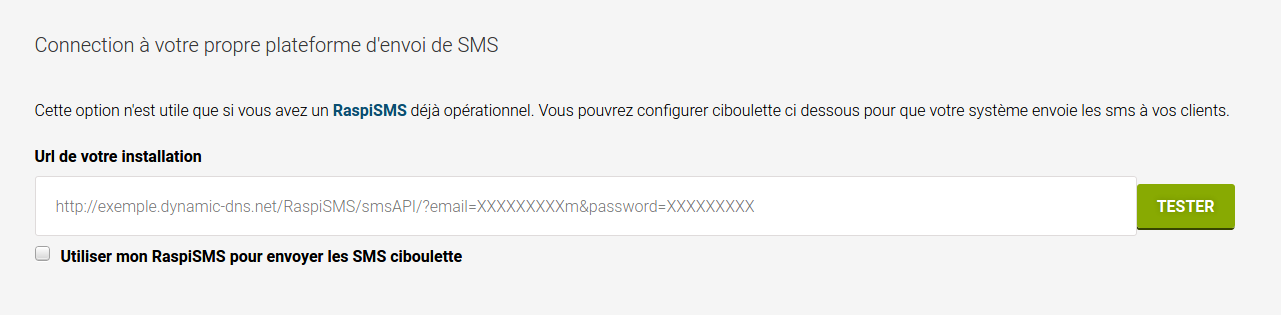 Connection à votre propre plateforme d'envoi de SMS
Cette option n'est utile que si vous avez un RaspiSMS déjà opérationnel. Vous pouvrez configurer ciboulette ci dessous pour que votre système envoie les sms à vos clients.
Url de votre installation
http://exemple.dynamic-dns.net/RaspiSMS/smsAPI/?email=XXXXXXXXXm&password=XXXXXXXXX
TESTER
Utiliser mon RaspiSMS pour envoyer les SMS ciboulette